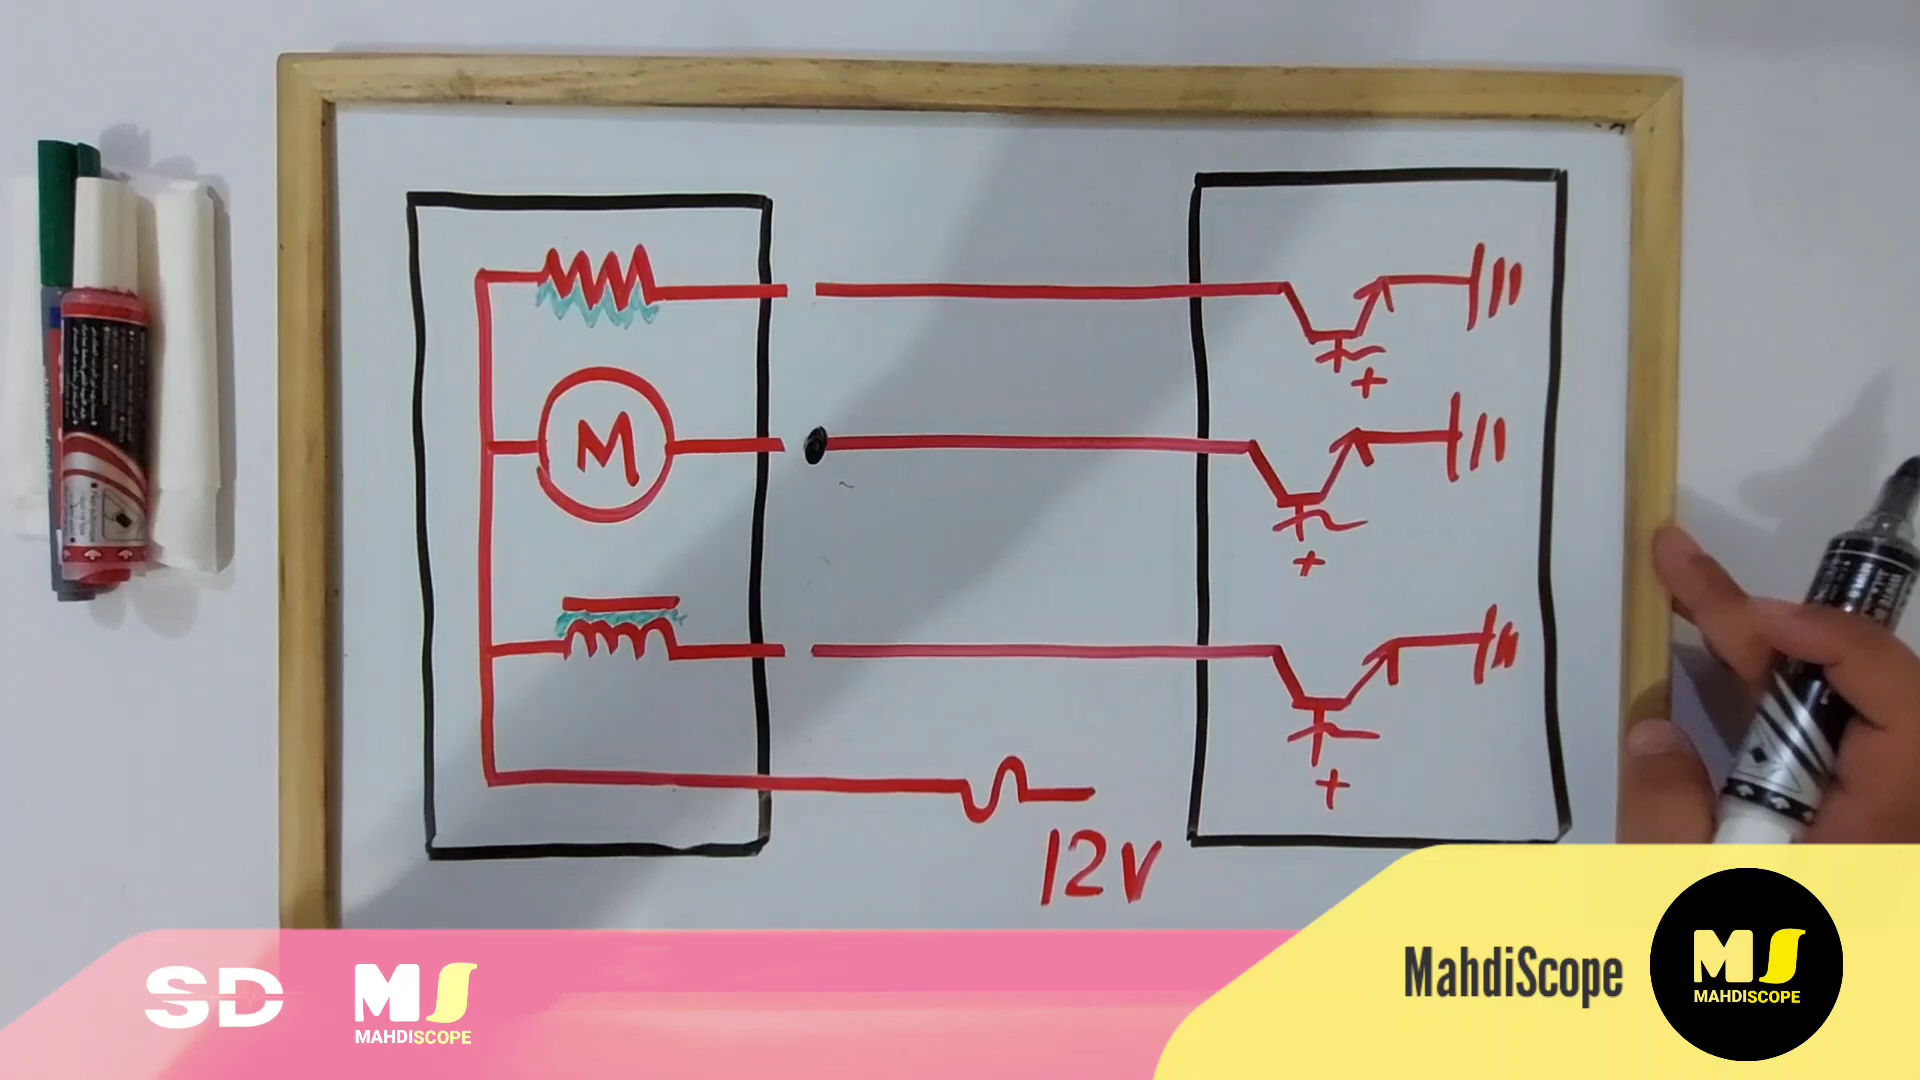 M
+
+
+
12V
SD
MS
MAHDISCOPE
MahdiScope
MS
MAHDISCOPE